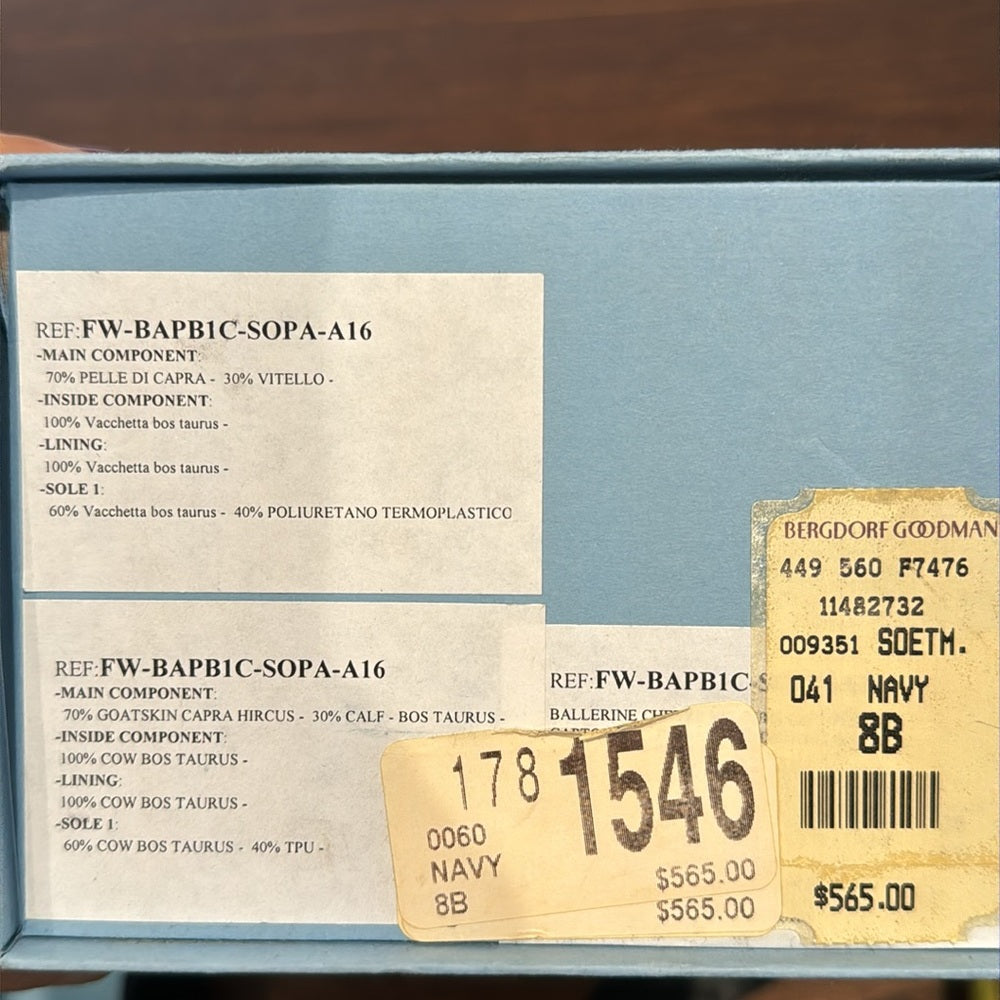 REF:FW-BAPB1C-SOPA-A16
-MAIN COMPONENT:
70% PELLE DI CAPRA - 30% VITELLO -
-INSIDE COMPONENT:
100% Vacchetta bos taurus -
-LINING:
100% Vacchetta bos taurus -
-SOLE 1:
60% Vacchetta bos taurus - 40% POLIURETANO TERMOPLASTICO
REF:FW-BAPB1C-SOPA-A16
-MAIN COMPONENT:
70% GOATSKIN CAPRA HIRCUS - 30% CALF - BOS TAURUS -
-INSIDE COMPONENT:
100% COW BOS TAURUS -
-LINING:
100% COW BOS TAURUS -
-SOLE 1:
60% COW BOS TAURUS - 40% TPU -
REF:FW-BAPB1C-S
BALLERINE
178 1546
0060
NAVY
8B
$565.00
$565.00
BERGDORF GOODMAN
449 560 F7476
11482732
009351 SOETM.
041 NAVY
8B
$565.00